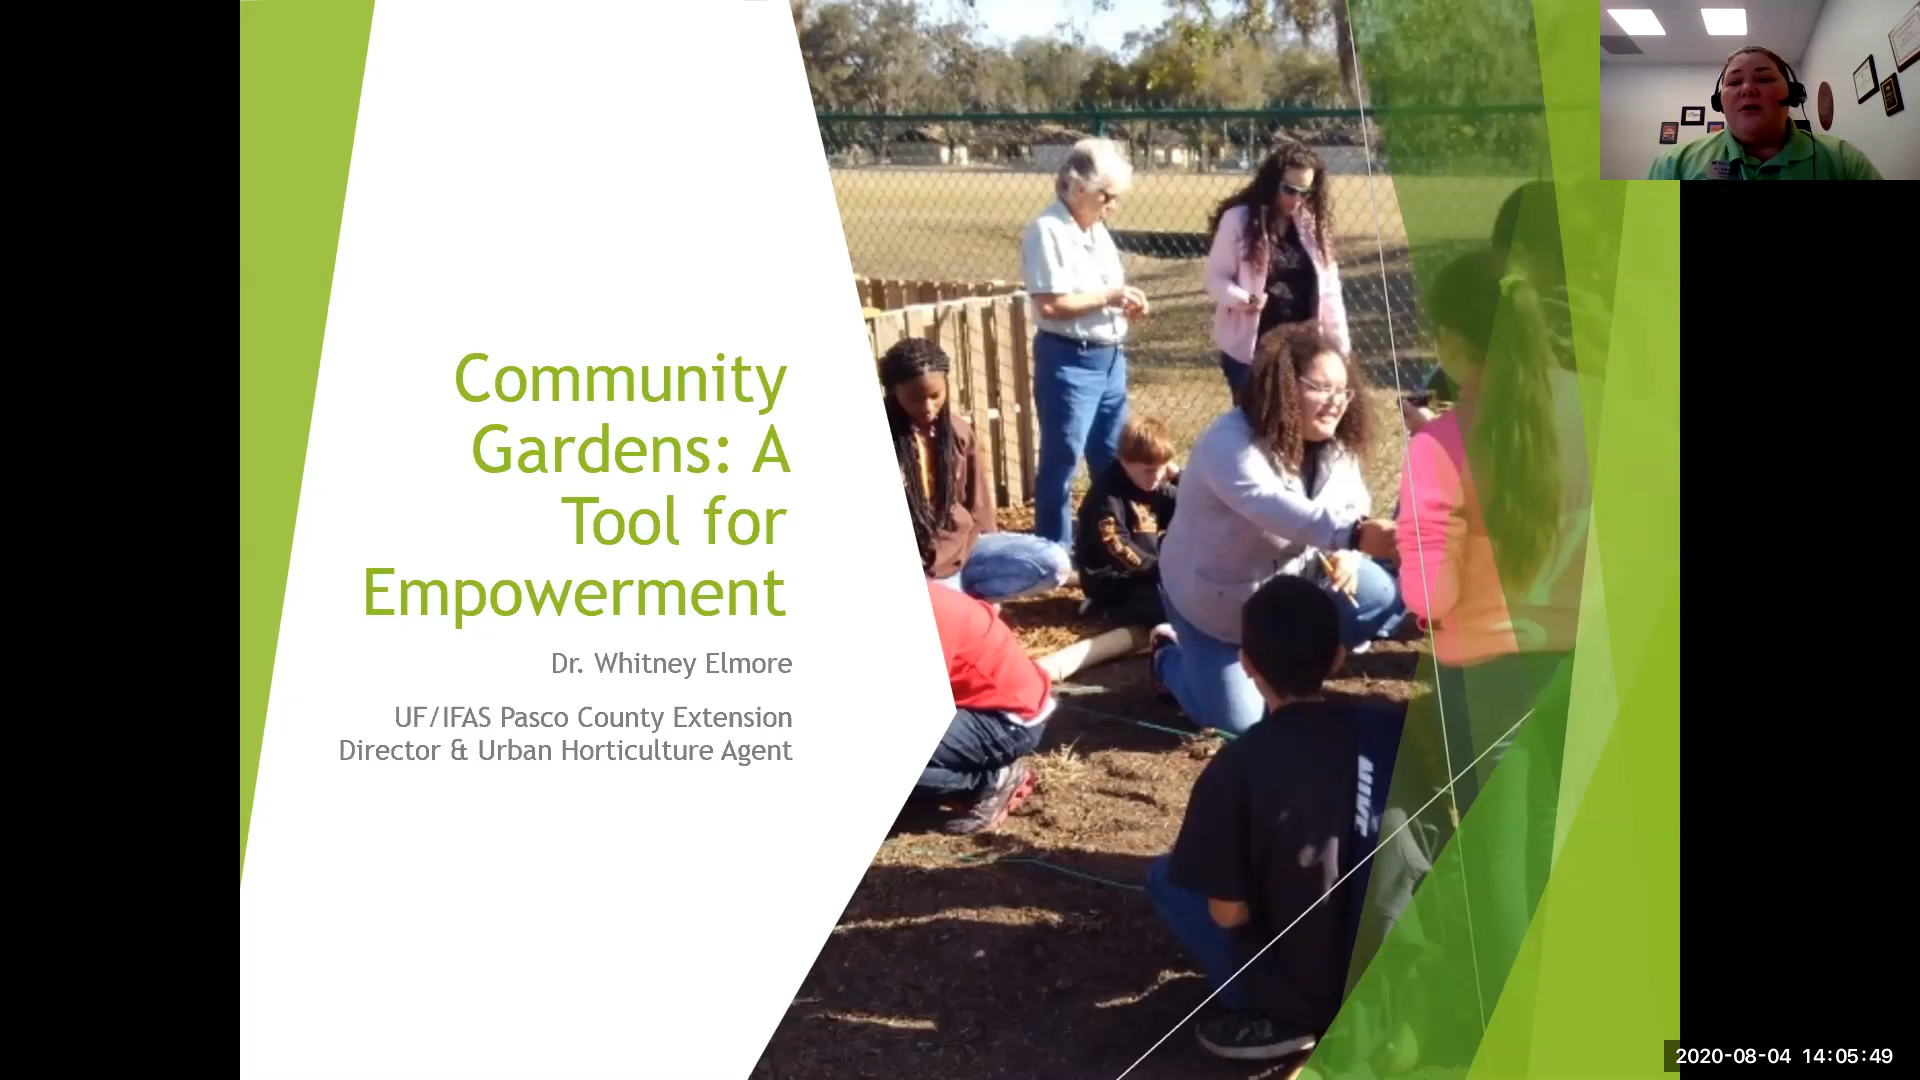 Community
Gardens: A
Tool for
Empowerment
Dr. Whitney Elmore
UF/IFAS Pasco County Extension
Director & Urban Horticulture Agent
NIKE
2020-08-04 14:05:49